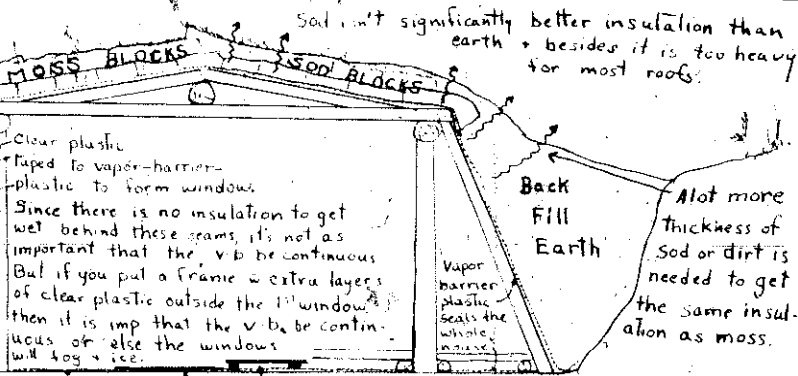 Sod isn't significantly better insulation than
earth + besides it is too heavy
for most roofs.
MOSS BLOCKS
SOD BLOCKS
Clear plastic
taped to vapor-barrier-
plastic to form window.
Since there is no insulation to get
wet behind these seams, it's not as
important that the v.b be continuous
But if you put a frame w extra layers
of clear plastic outside the 1st window
then it is imp that the v.b. be contin-
uous or else the windows
will fog + ice.
Vapor
barrier
plastic
seals the
whole
house
Back
Fill
Earth
Alot more
thickness of
Sod or dirt is
needed to get
the same insul-
ation as moss.